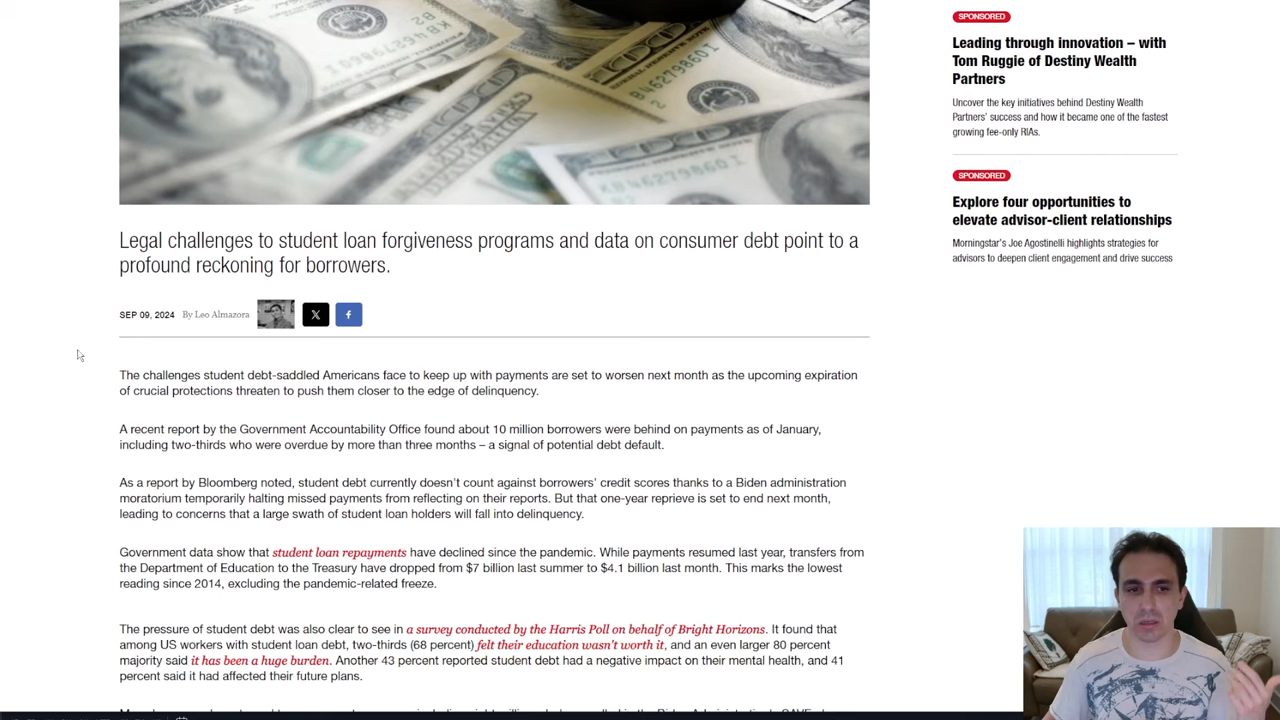 SPONSORED
Leading through innovation – with
Tom Ruggie of Destiny Wealth
Partners
Uncover the key initiatives behind Destiny Wealth
Partners' success and how it became one of the fastest
growing fee-only RIAs.
SPONSORED
Explore four opportunities to
elevate advisor-client relationships
Morningstar's Joe Agostinelli highlights strategies for
advisors to deepen client engagement and drive success
Legal challenges to student loan forgiveness programs and data on consumer debt point to a
profound reckoning for borrowers.
SEP 09, 2024 By Leo Almazora
The challenges student debt-saddled Americans face to keep up with payments are set to worsen next month as the upcoming expiration
of crucial protections threaten to push them closer to the edge of delinquency.
A recent report by the Government Accountability Office found about 10 million borrowers were behind on payments as of January,
including two-thirds who were overdue by more than three months – a signal of potential debt default.
As a report by Bloomberg noted, student debt currently doesn't count against borrowers' credit scores thanks to a Biden administration
moratorium temporarily halting missed payments from reflecting on their reports. But that one-year reprieve is set to end next month,
leading to concerns that a large swath of student loan holders will fall into delinquency.
Government data show that student loan repayments have declined since the pandemic. While payments resumed last year, transfers from
the Department of Education to the Treasury have dropped from $7 billion last summer to $4.1 billion last month. This marks the lowest
reading since 2014, excluding the pandemic-related freeze.
The pressure of student debt was also clear to see in a survey conducted by the Harris Poll on behalf of Bright Horizons. It found that
among US workers with student loan debt, two-thirds (68 percent) felt their education wasn't worth it, and an even larger 80 percent
majority said it has been a huge burden. Another 43 percent reported student debt had a negative impact on their mental health, and 41
percent said it had affected their future plans.